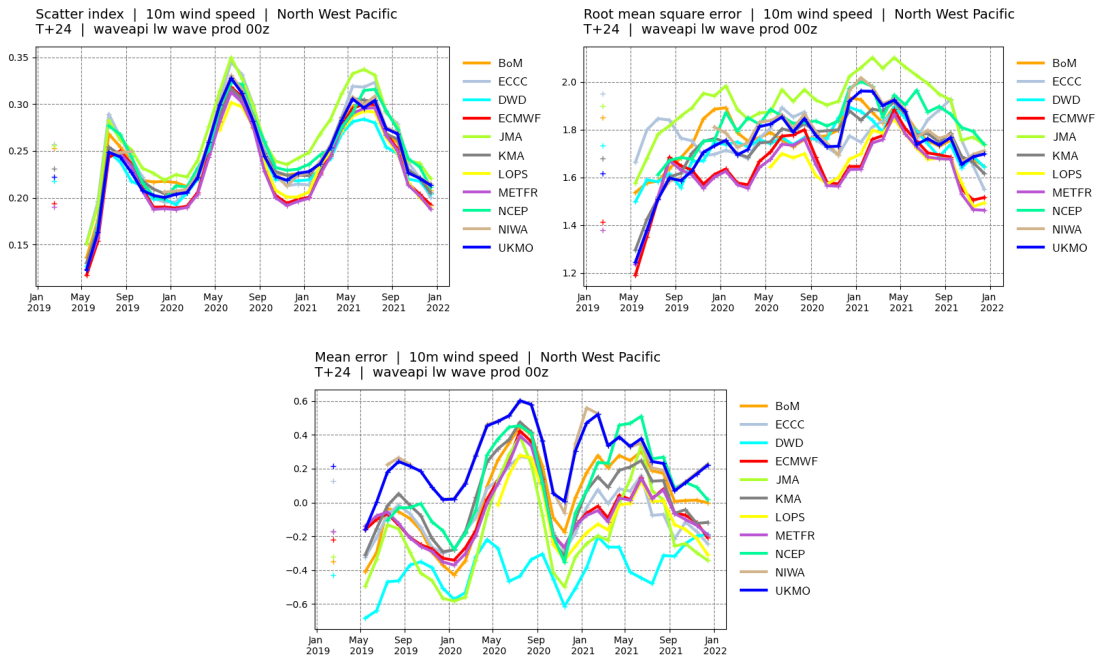 Scatter index | 10m wind speed | North West Pacific
T+24 | waveapi lw wave prod 00z
0.35
0.30
0.25
0.20
0.15
Jan 2019
May 2019
Sep 2019
Jan 2020
May 2020
Sep 2020
Jan 2021
May 2021
Sep 2021
Jan 2022
BoM
ECCC
DWD
ECMWF
JMA
KMA
LOPS
METFR
NCEP
NIWA
UKMO
Root mean square error | 10m wind speed | North West Pacific
T+24 | waveapi lw wave prod 00z
2.0
1.8
1.6
1.4
1.2
Jan 2019
May 2019
Sep 2019
Jan 2020
May 2020
Sep 2020
Jan 2021
May 2021
Sep 2021
Jan 2022
BoM
ECCC
DWD
ECMWF
JMA
KMA
LOPS
METFR
NCEP
NIWA
UKMO
Mean error | 10m wind speed | North West Pacific
T+24 | waveapi lw wave prod 00z
0.6
0.4
0.2
0.0
−0.2
−0.4
−0.6
Jan 2019
May 2019
Sep 2019
Jan 2020
May 2020
Sep 2020
Jan 2021
May 2021
Sep 2021
Jan 2022
BoM
ECCC
DWD
ECMWF
JMA
KMA
LOPS
METFR
NCEP
NIWA
UKMO